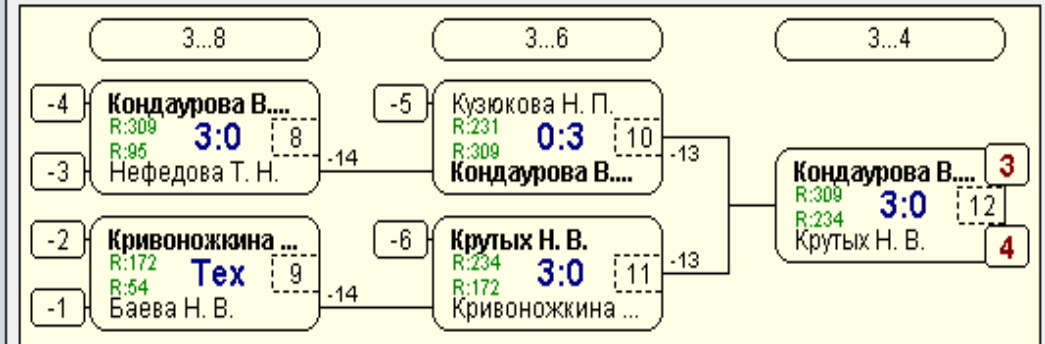 3...8
3...6
3...4
-4
Кондаурова В....
R:309
R:95
3:0
8
-3
Нефедова Т. Н.
-14
-5
Кузюкова Н. П.
R:231
R:309
0:3
10
Кондаурова В....
-13
Кондаурова В....
3
R:309
R:234
3:0
12
Крутых Н. В.
4
-2
Кривоножкина ...
R:172
R:54
Тех
9
-1
Баева Н. В.
-14
-6
Крутых Н. В.
R:234
R:172
3:0
11
Кривоножкина ...
-13